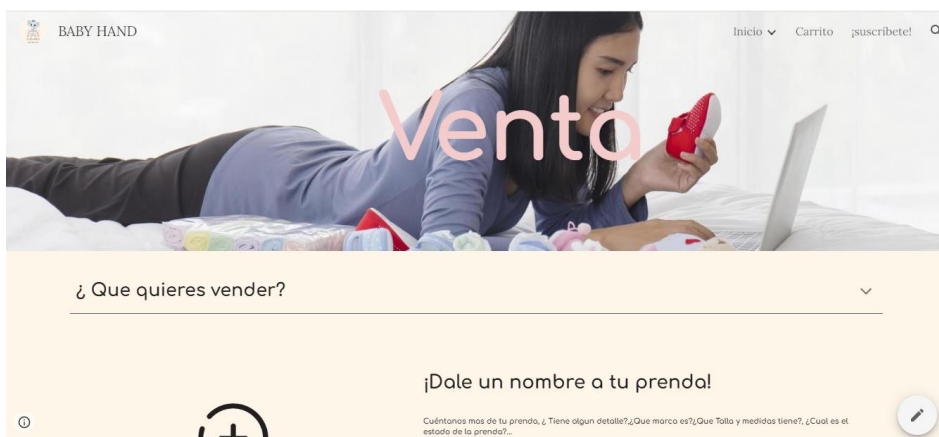 BABY HAND
Inicio
Carrito
¡suscríbete!
Venta
¿ Que quieres vender?
¡Dale un nombre a tu prenda!
Cuéntanos mas de tu prenda, ¿ Tiene algun detalle?,¿Que marca es?¿Que Talla y medidas tiene?, ¿Cual es el
estado de la prenda?...